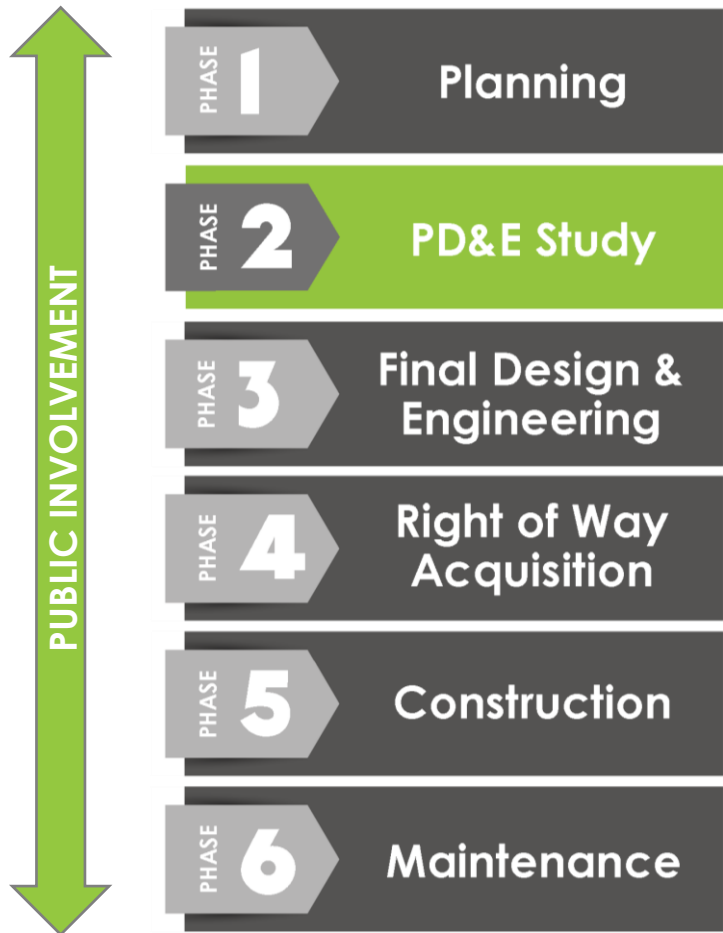 PUBLIC INVOLVEMENT
PHASE 1
Planning
PHASE 2
PD&E Study
PHASE 3
Final Design &
Engineering
PHASE 4
Right of Way
Acquisition
PHASE 5
Construction
PHASE 6
Maintenance